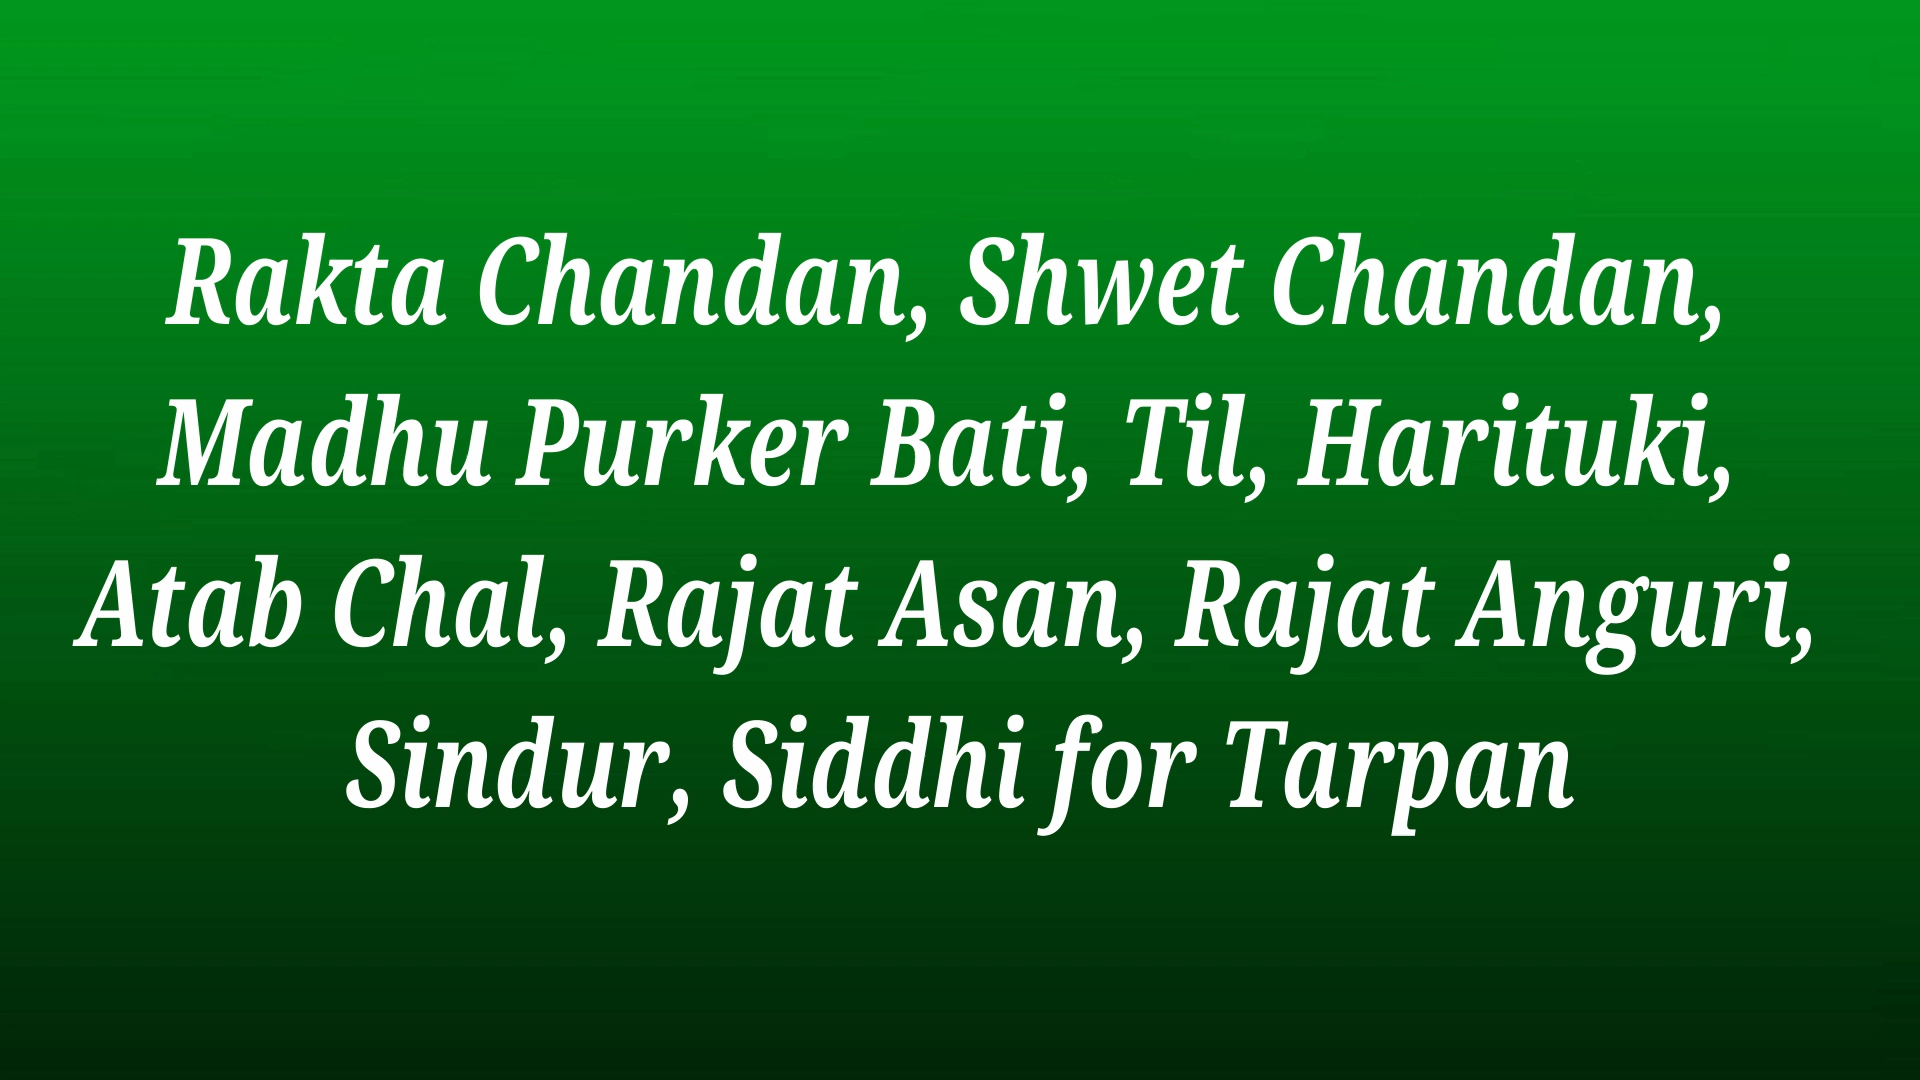 Rakta Chandan, Shwet Chandan,
Madhu Purker Bati, Til, Harituki,
Atab Chal, Rajat Asan, Rajat Anguri,
Sindur, Siddhi for Tarpan